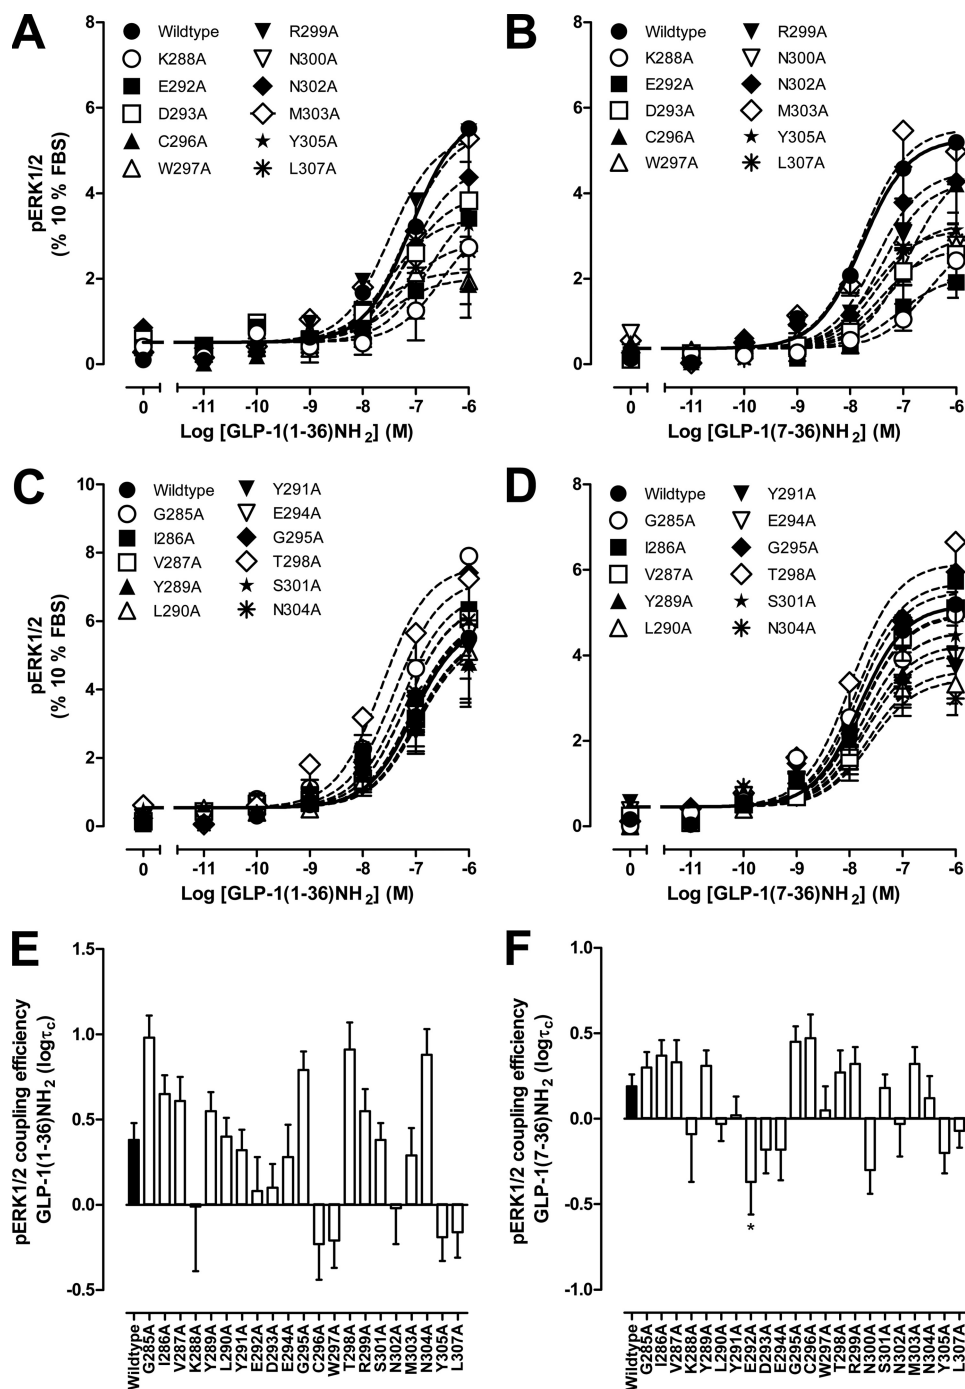 A
8
6
4
2
0
pERK1/2
(% 10 % FBS)
Wildtype
K288A
E292A
D293A
C296A
W297A
R299A
N300A
N302A
M303A
Y305A
L307A
0 -11 -10 -9 -8 -7 -6
Log [GLP-1(1-36)NH2] (M)
B
8
6
4
2
0
Wildtype
K288A
E292A
D293A
C296A
W297A
R299A
N300A
N302A
M303A
Y305A
L307A
0 -11 -10 -9 -8 -7 -6
Log [GLP-1(7-36)NH2] (M)
C
10
8
6
4
2
0
pERK1/2
(% 10 % FBS)
Wildtype
G285A
I286A
V287A
Y289A
L290A
Y291A
E294A
G295A
T298A
S301A
N304A
0 -11 -10 -9 -8 -7 -6
Log [GLP-1(1-36)NH2] (M)
D
8
6
4
2
0
Wildtype
G285A
I286A
V287A
Y289A
L290A
Y291A
E294A
G295A
T298A
S301A
N304A
0 -11 -10 -9 -8 -7 -6
Log [GLP-1(7-36)NH2] (M)
E
1.5
1.0
0.5
0.0
-0.5
pERK1/2 coupling efficiency
GLP-1(1-36)NH2 (logτc)
Wildtype
G285A
I286A
V287A
K288A
Y289A
L290A
Y291A
E292A
D293A
E294A
G295A
C296A
W297A
T298A
R299A
S301A
N302A
M303A
N304A
Y305A
L307A
F
1.0
0.5
0.0
-0.5
-1.0
pERK1/2 coupling efficiency
GLP-1(7-36)NH2 (logτc)
*
Wildtype
G285A
I286A
V287A
K288A
Y289A
L290A
Y291A
E292A
D293A
E294A
G295A
C296A
W297A
T298A
R299A
N300A
S301A
N302A
M303A
N304A
Y305A
L307A